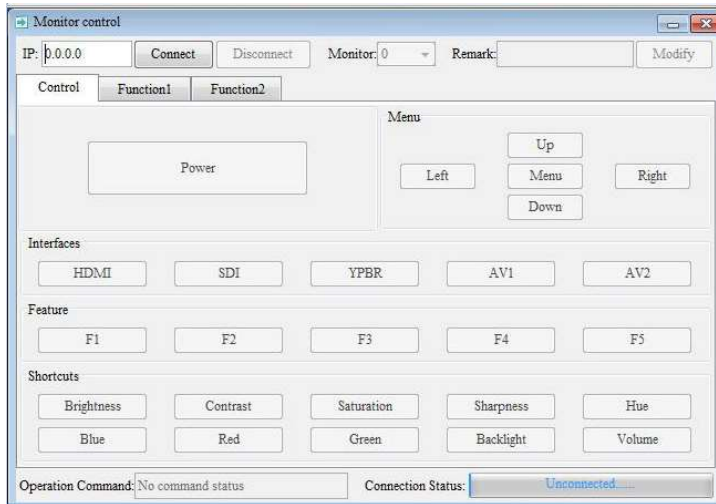 Monitor control
IP: 0.0.0.0 Connect Disconnect Monitor: 0 Remark: Modify
Control Function1 Function2
Menu
Up
Power Left Menu Right
Down
Interfaces
HDMI SDI YPBR AV1 AV2
Feature
F1 F2 F3 F4 F5
Shortcuts
Brightness Contrast Saturation Sharpness Hue
Blue Red Green Backlight Volume
Operation Command: No command status Connection Status: Unconnected......